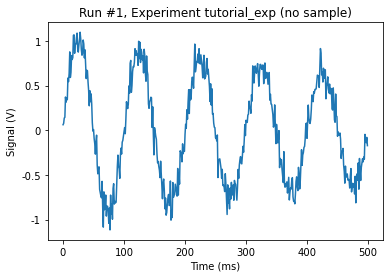 Run #1, Experiment tutorial_exp (no sample)
1
0.5
0
-0.5
-1
Signal (V)
0 100 200 300 400 500
Time (ms)